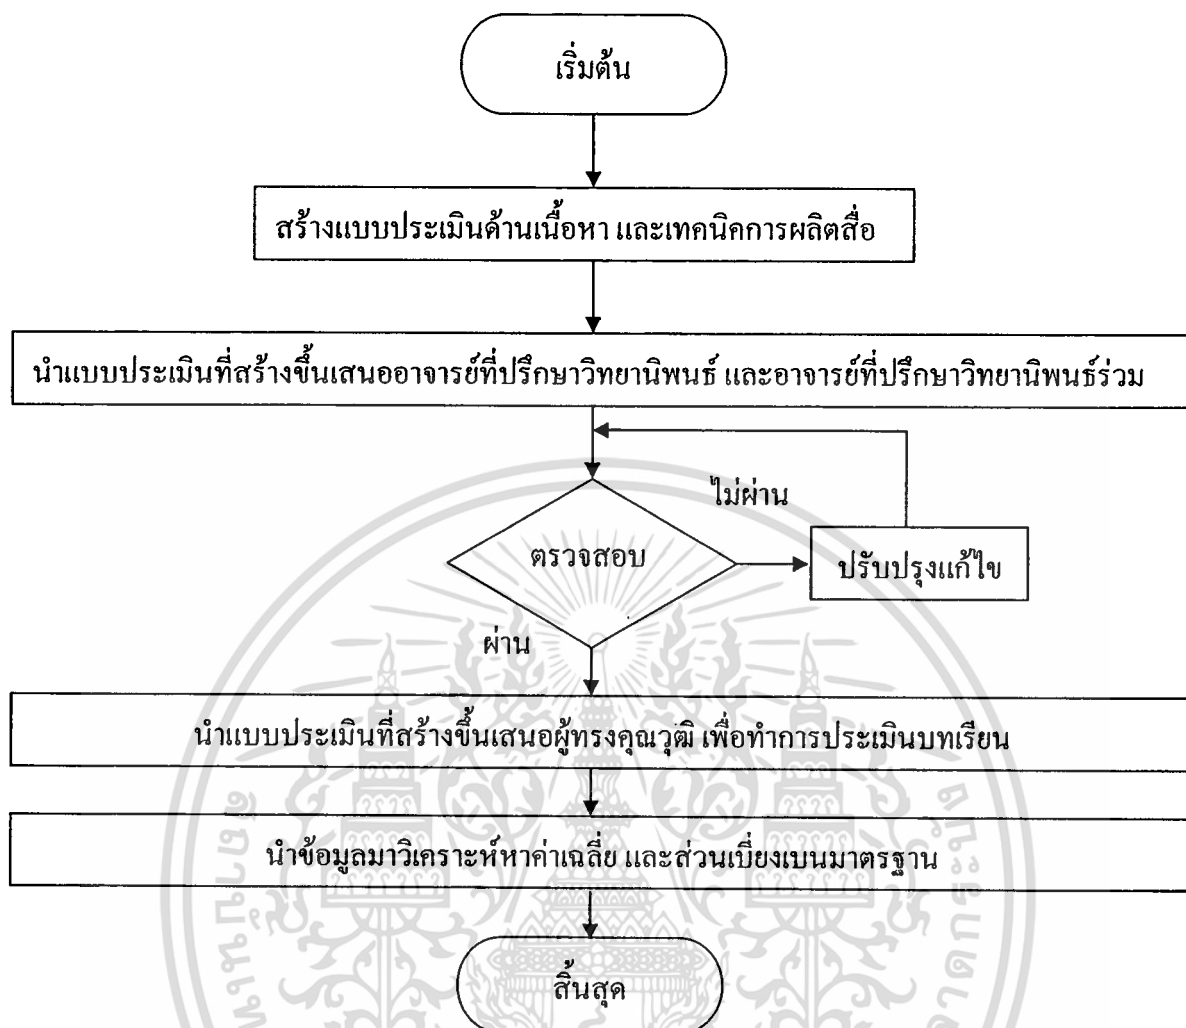 เริ่มต้น
สร้างแบบประเมินด้านเนื้อหา และเทคนิคการผลิตสื่อ
นำแบบประเมินที่สร้างขึ้นเสนออาจารย์ที่ปรึกษาวิทยานิพนธ์ และอาจารย์ที่ปรึกษาวิทยานิพนธ์ร่วม
ไม่ผ่าน
ตรวจสอบ
ปรับปรุงแก้ไข
ผ่าน
นำแบบประเมินที่สร้างขึ้นเสนอผู้ทรงคุณวุฒิ เพื่อทำการประเมินบทเรียน
นำข้อมูลมาวิเคราะห์หาค่าเฉลี่ย และส่วนเบี่ยงเบนมาตรฐาน
สิ้นสุด